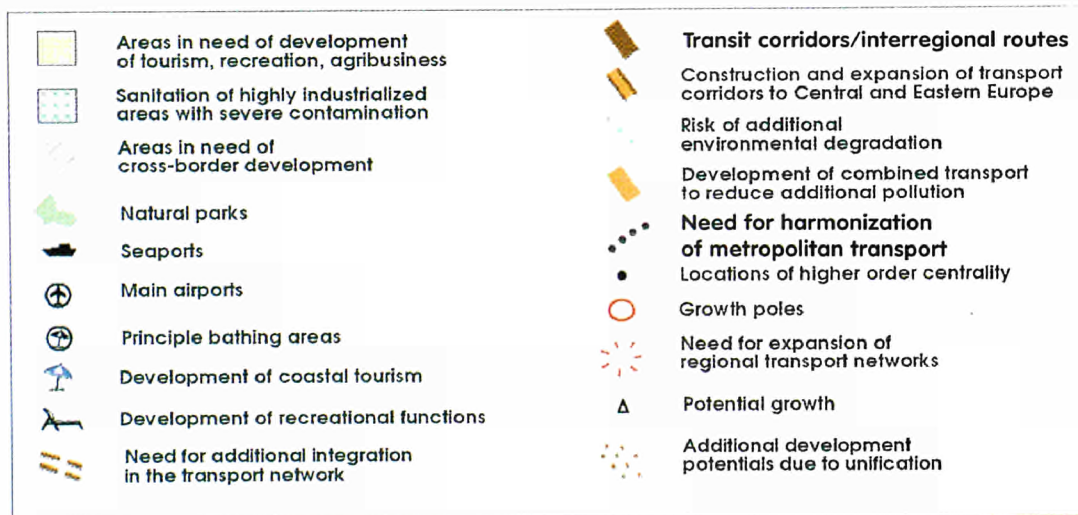 Areas in need of development
of tourism, recreation, agribusiness
Sanitation of highly industrialized
areas with severe contamination
Areas in need of
cross-border development
Natural parks
Seaports
Main airports
Principle bathing areas
Development of coastal tourism
Development of recreational functions
Need for additional integration
in the transport network
Transit corridors/interregional routes
Construction and expansion of transport
corridors to Central and Eastern Europe
Risk of additional
environmental degradation
Development of combined transport
to reduce additional pollution
Need for harmonization
of metropolitan transport
Locations of higher order centrality
Growth poles
Need for expansion of
regional transport networks
Potential growth
Additional development
potentials due to unification